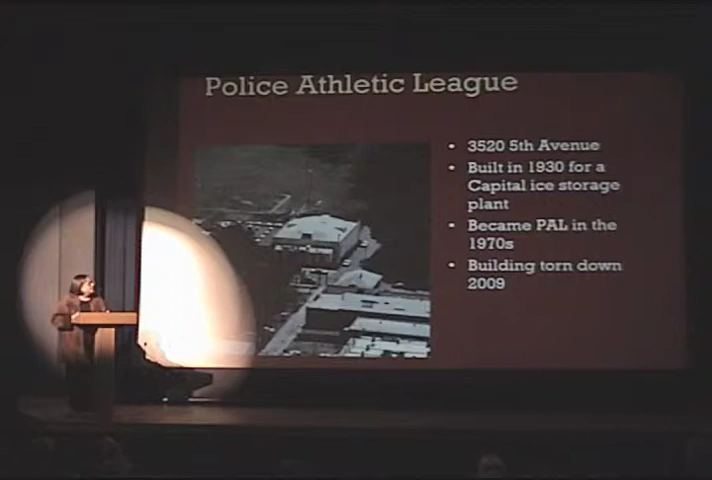 Police Athletic League
• 3520 5th Avenue
• Built in 1930 for a
Capital ice storage
plant
• Became PAL in the
1970s
• Building torn down
2009